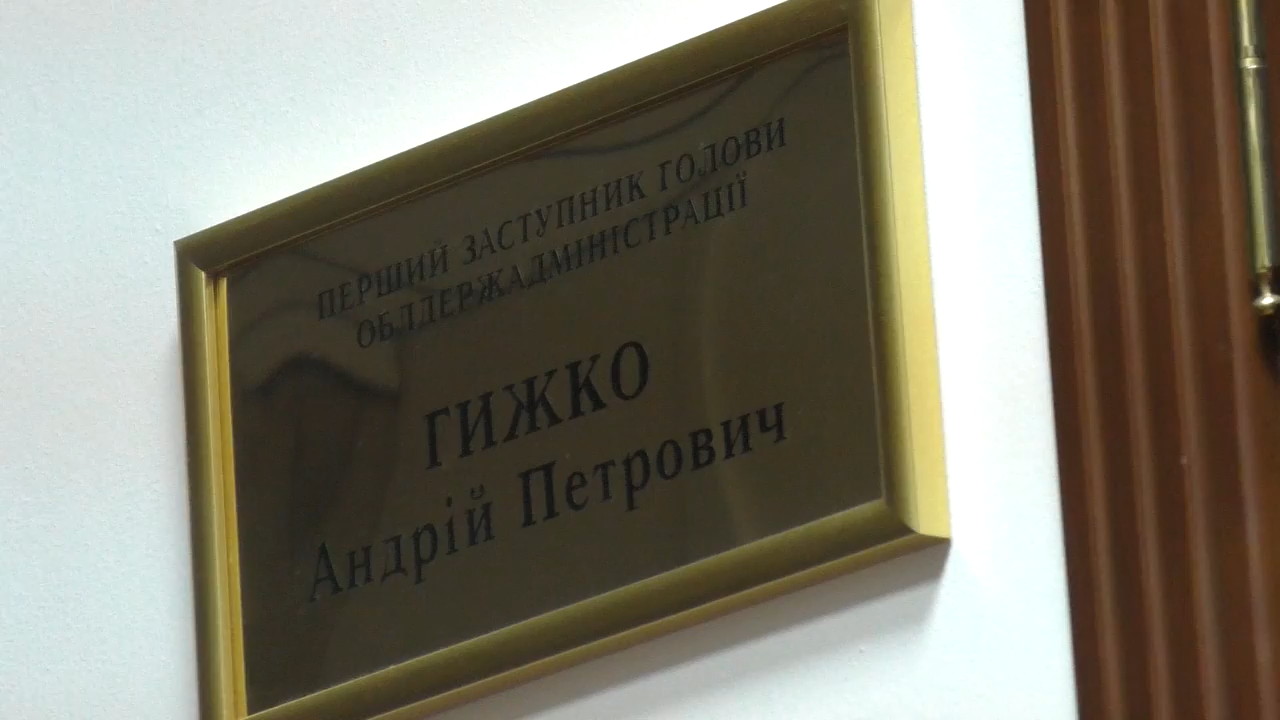 ПЕРШИЙ ЗАСТУПНИК ГОЛОВИ
ОБЛДЕРЖАДМІНІСТРАЦІЇ
ГИЖКО
Андрій Петрович